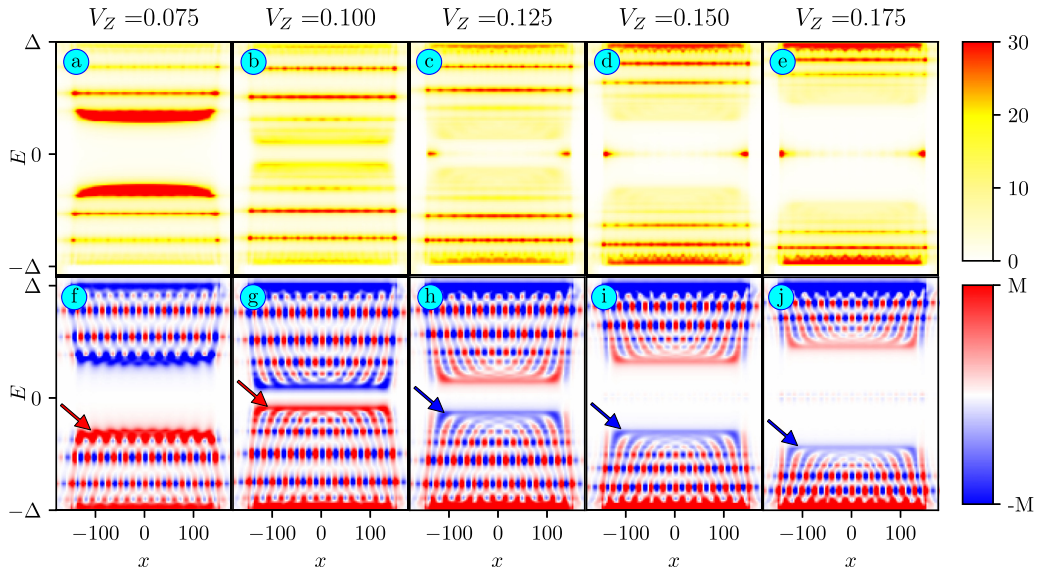 V_Z =0.075 V_Z =0.100 V_Z =0.125 V_Z =0.150 V_Z =0.175
Δ a b c d e 30
20
E 0
10
−Δ 0
Δ f g h i j M
E 0
−Δ -M
−100 0 100 −100 0 100 −100 0 100 −100 0 100 −100 0 100
x x x x x